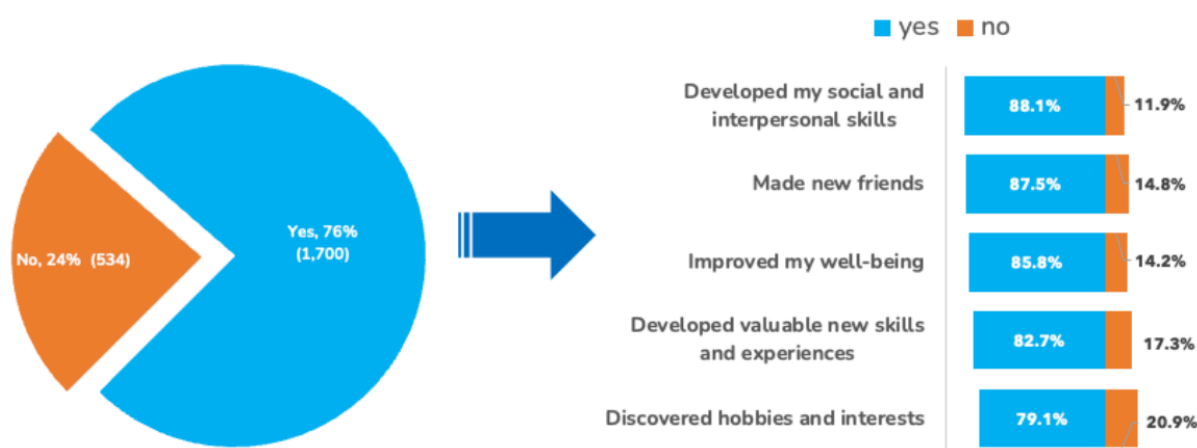 yes no
Yes, 76%
(1,700)
No, 24% (534)
Developed my social and
interpersonal skills
88.1% 11.9%
Made new friends
87.5% 14.8%
Improved my well-being
85.8% 14.2%
Developed valuable new skills
and experiences
82.7% 17.3%
Discovered hobbies and interests
79.1% 20.9%